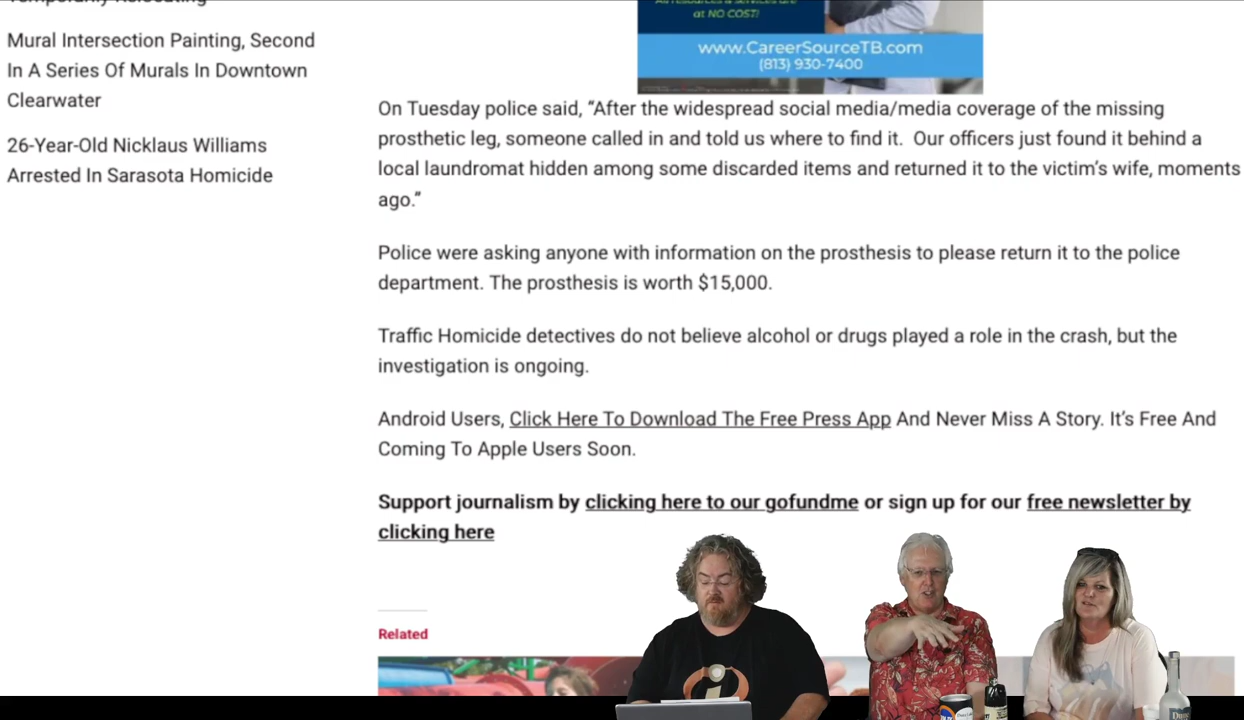 Temporarily Relocating
Mural Intersection Painting, Second
In A Series Of Murals In Downtown
Clearwater
26-Year-Old Nicklaus Williams
Arrested In Sarasota Homicide
at NO COST!
www.CareerSourceTB.com
(813) 930-7400
On Tuesday police said, “After the widespread social media/media coverage of the missing
prosthetic leg, someone called in and told us where to find it.  Our officers just found it behind a
local laundromat hidden among some discarded items and returned it to the victim’s wife, moments
ago.“
Police were asking anyone with information on the prosthesis to please return it to the police
department. The prosthesis is worth $15,000.
Traffic Homicide detectives do not believe alcohol or drugs played a role in the crash, but the
investigation is ongoing.
Android Users, Click Here To Download The Free Press App And Never Miss A Story. It’s Free And
Coming To Apple Users Soon.
Support journalism by clicking here to our gofundme or sign up for our free newsletter by
clicking here
Related